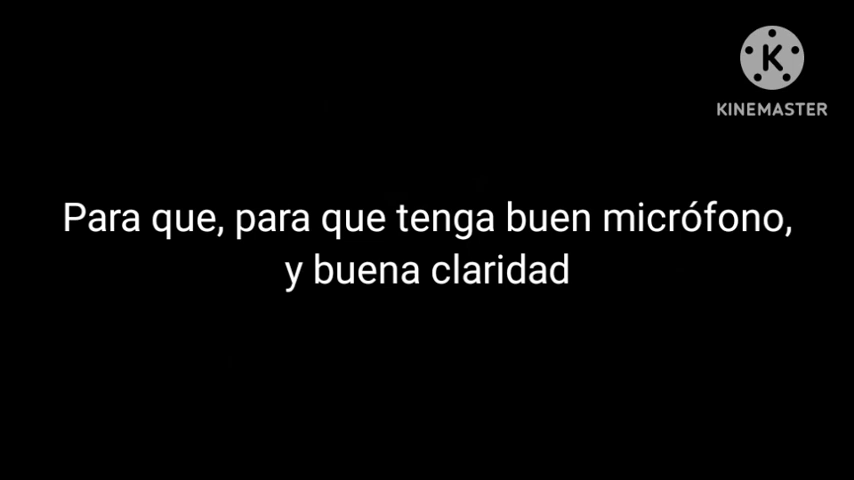 K
KINEMASTER
Para que, para que tenga buen micrófono,
y buena claridad